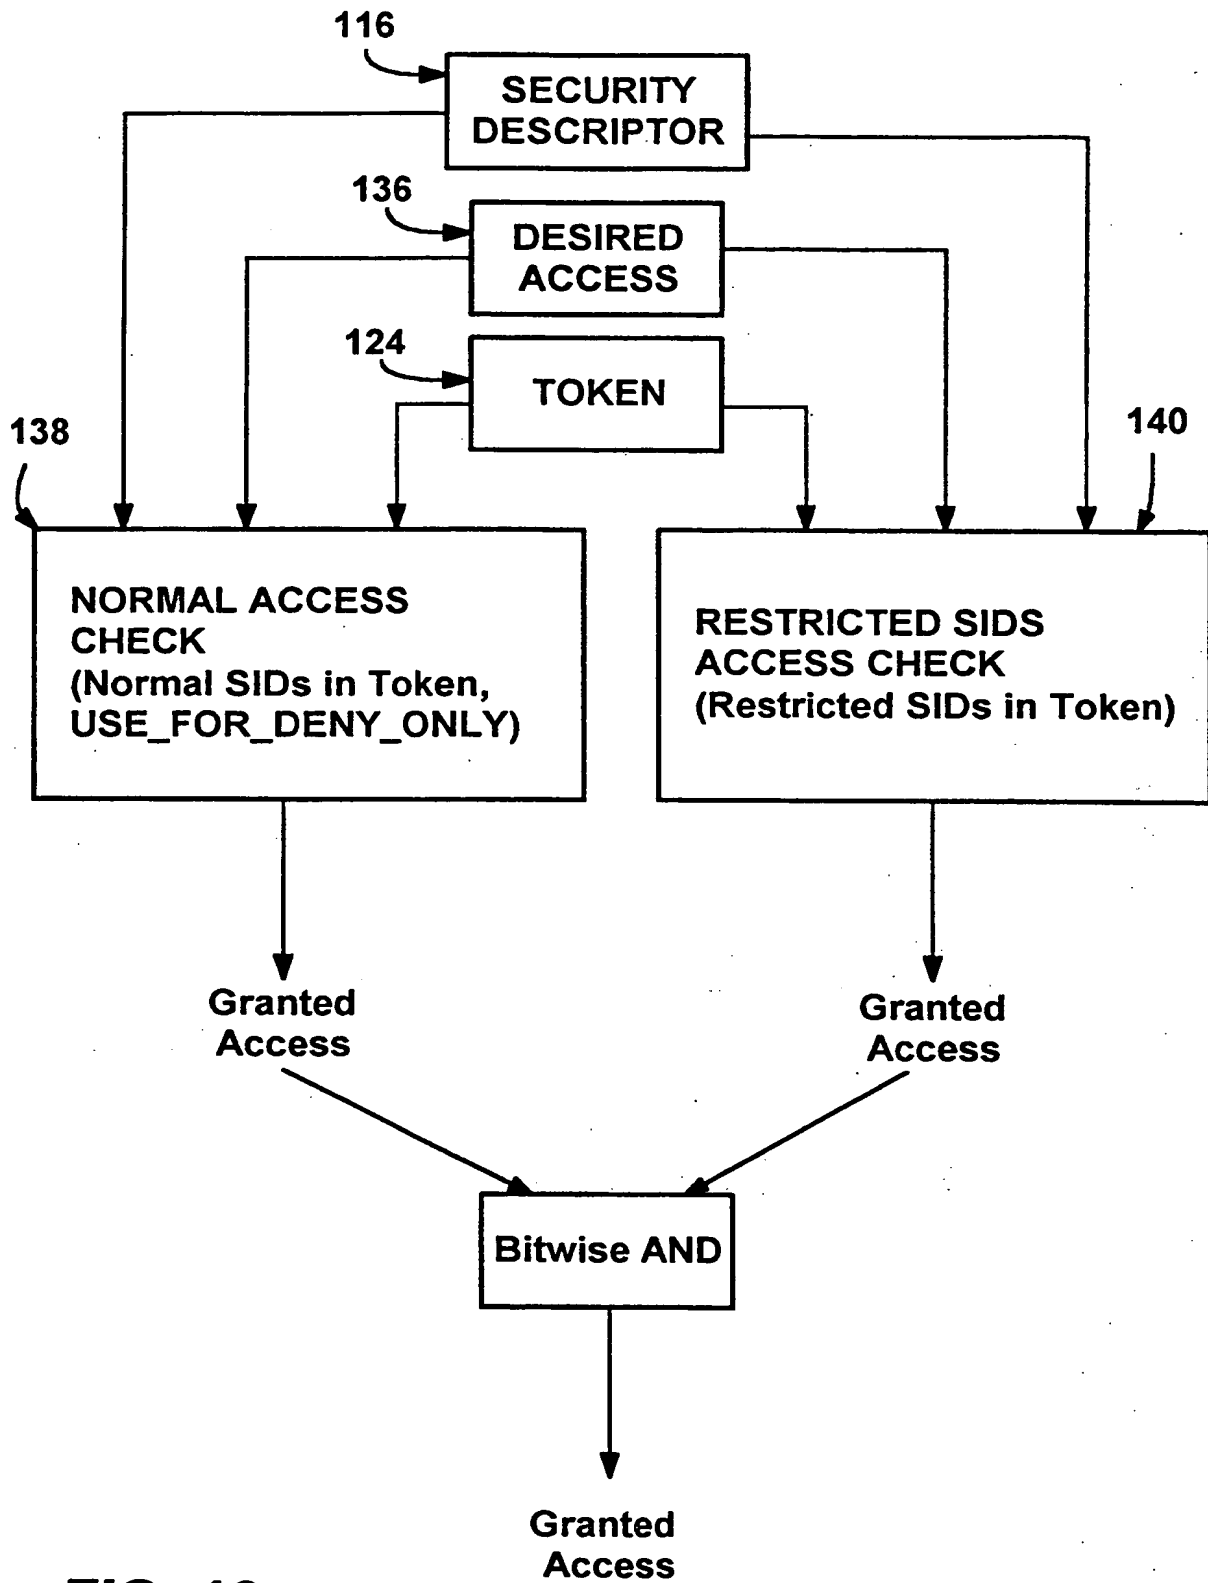 116
SECURITY
DESCRIPTOR
136
DESIRED
ACCESS
124
TOKEN
138
140
NORMAL ACCESS
CHECK
(Normal SIDs in Token,
USE_FOR_DENY_ONLY)
RESTRICTED SIDS
ACCESS CHECK
(Restricted SIDs in Token)
Granted
Access
Granted
Access
Bitwise AND
Granted
Access